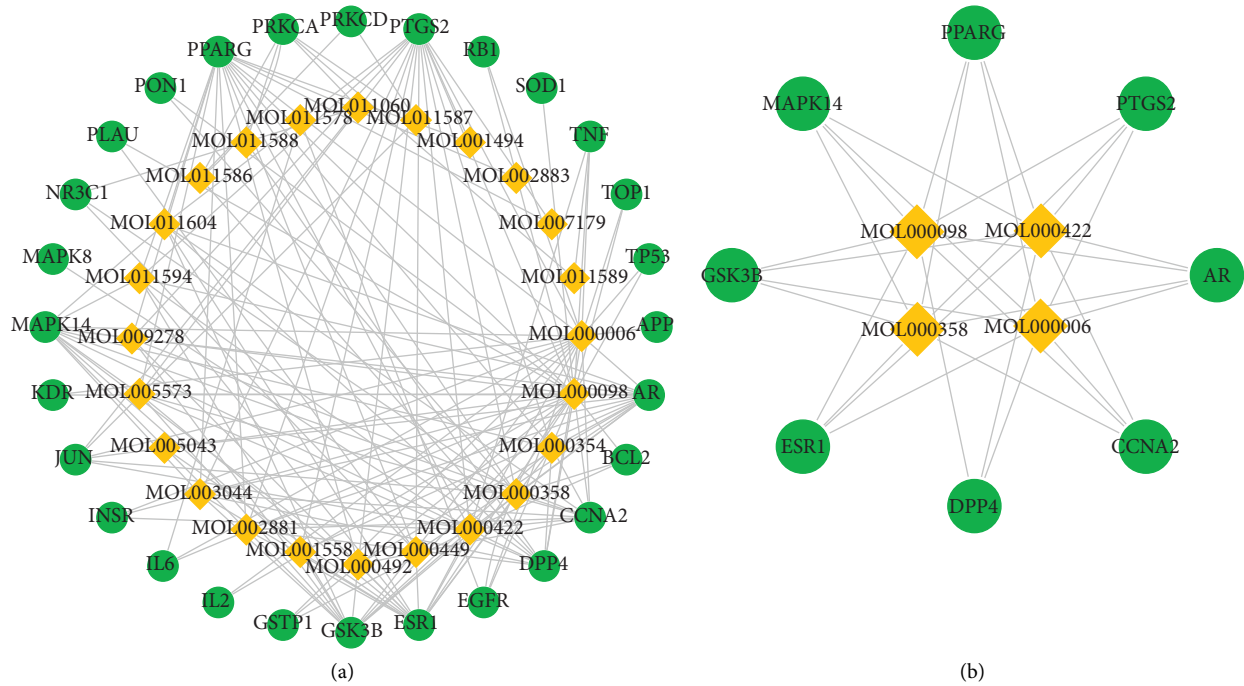 PRKCD
PRKCA
PTGS2
PPARG
RB1
PON1
SOD1
PLAU
TNF
NR3C1
TOP1
MAPK8
TP53
MAPK14
APP
KDR
AR
JUN
BCL2
INSR
CCNA2
IL6
DPP4
IL2
EGFR
GSTP1
ESR1
GSK3B
MOL011060
MOL011578
MOL011587
MOL011588
MOL001494
MOL011586
MOL002883
MOL011604
MOL007179
MOL011594
MOL011589
MOL009278
MOL000006
MOL005573
MOL000098
MOL005043
MOL000354
MOL003044
MOL000358
MOL002881
MOL000422
MOL001558
MOL000449
MOL000492
(a)
PPARG
MAPK14
PTGS2
MOL000098
MOL000422
GSK3B
AR
MOL000358
MOL000006
ESR1
CCNA2
DPP4
(b)